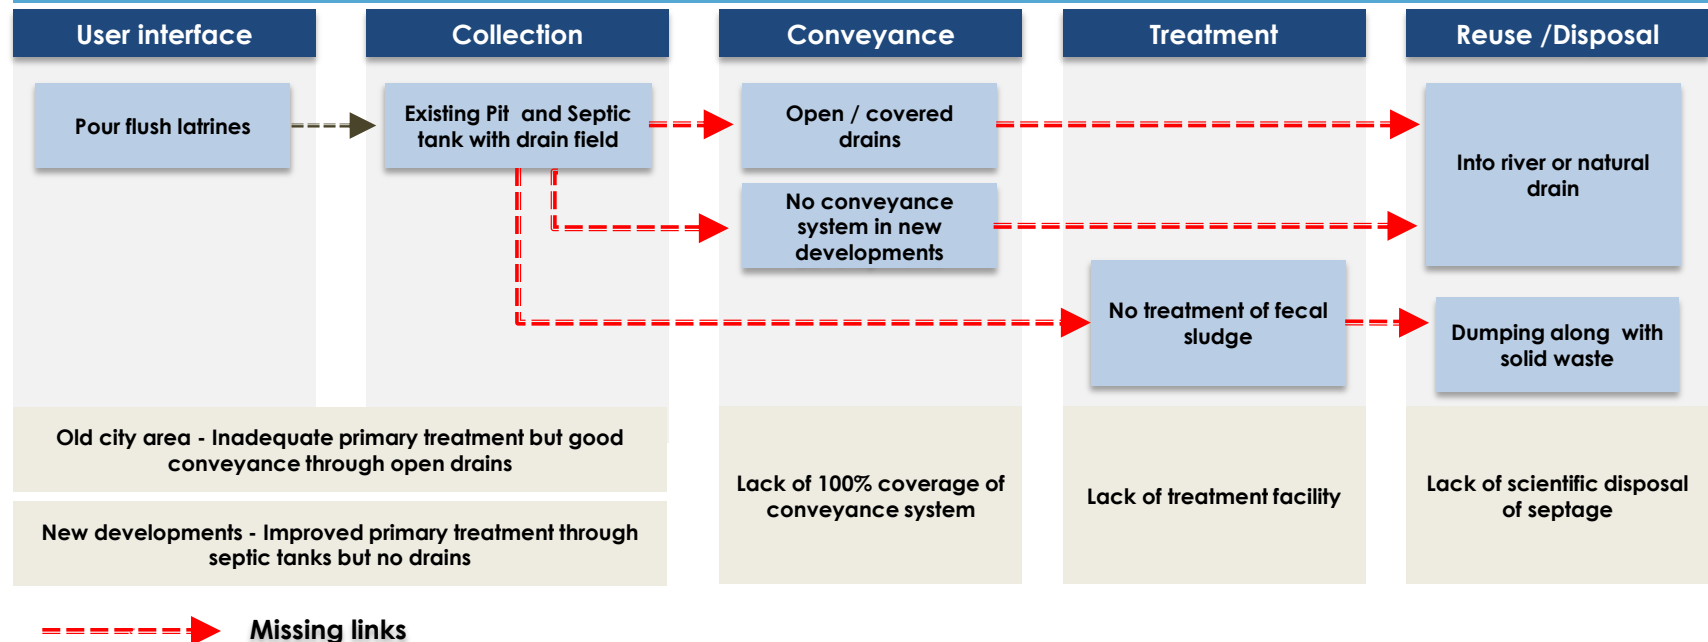 User interface
Collection
Conveyance
Treatment
Reuse /Disposal
Pour flush latrines
Existing Pit and Septic
tank with drain field
Open / covered
drains
Into river or natural
drain
No conveyance
system in new
developments
No treatment of fecal
sludge
Dumping along with
solid waste
Old city area - Inadequate primary treatment but good
conveyance through open drains
New developments - Improved primary treatment through
septic tanks but no drains
Lack of 100% coverage of
conveyance system
Lack of treatment facility
Lack of scientific disposal
of septage
Missing links